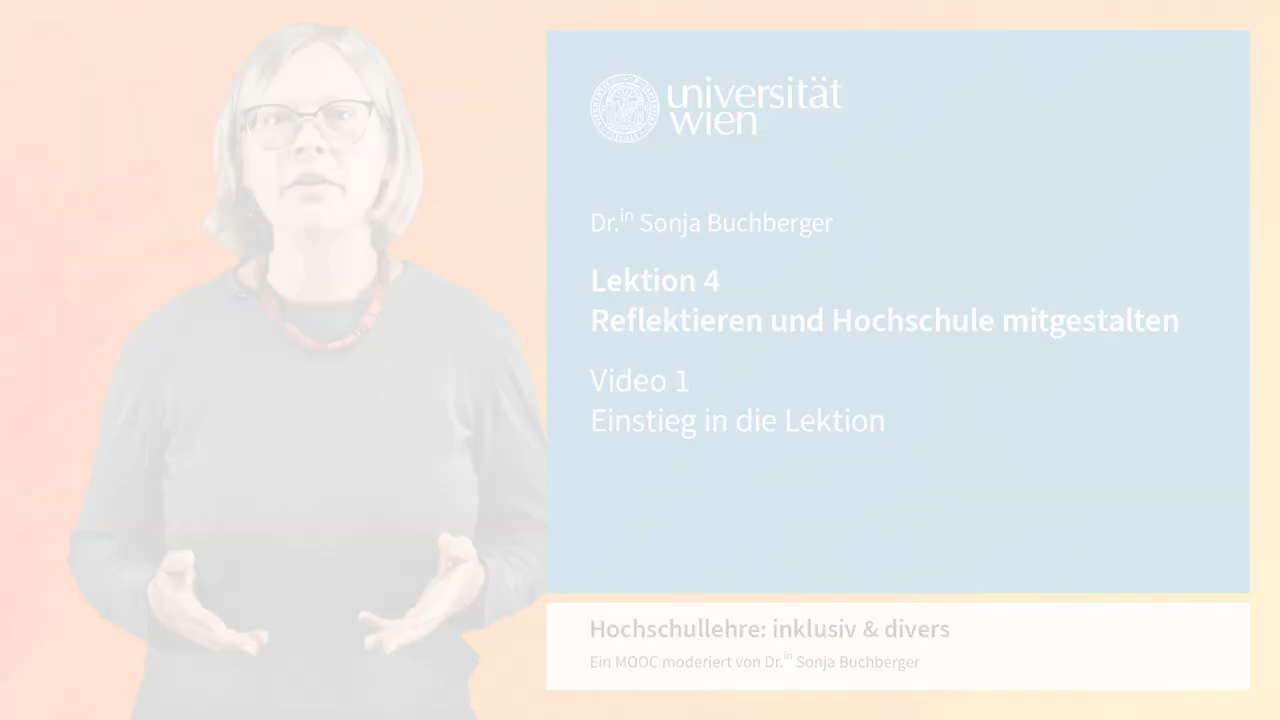 universität
wien
Dr.in Sonja Buchberger
Lektion 4
Reflektieren und Hochschule mitgestalten
Video 1
Einstieg in die Lektion
Hochschullehre: inklusiv & divers
Ein MOOC moderiert von Dr.in Sonja Buchberger